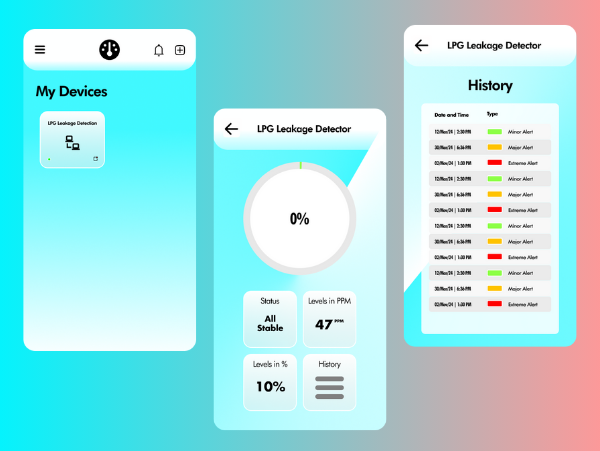 My Devices
LPG Leakage Detection
LPG Leakage Detector
0%
Status
All
Stable
Levels in PPM
47 PPM
Levels in %
10%
History
LPG Leakage Detector
History
Date and Time Type
12/Nov/24 | 2:30 PM Minor Alert
30/Nov/24 | 6:36 PM Major Alert
02/Nov/24 | 1:00 PM Extreme Alert
12/Nov/24 | 2:30 PM Minor Alert
30/Nov/24 | 6:36 PM Major Alert
02/Nov/24 | 1:00 PM Extreme Alert
12/Nov/24 | 2:30 PM Minor Alert
30/Nov/24 | 6:36 PM Major Alert
02/Nov/24 | 1:00 PM Extreme Alert
12/Nov/24 | 2:30 PM Minor Alert
30/Nov/24 | 6:36 PM Major Alert
02/Nov/24 | 1:00 PM Extreme Alert